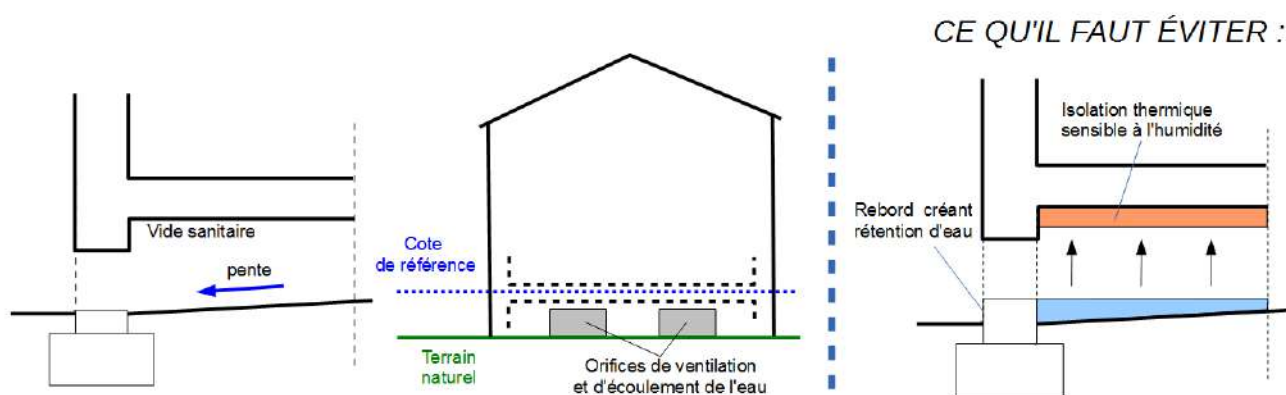 CE QU'IL FAUT ÉVITER :
Vide sanitaire
pente
Cote
de référence
Terrain
naturel
Orifices de ventilation
et d'écoulement de l'eau
Isolation thermique
sensible à l'humidité
Rebord créant
rétention d'eau